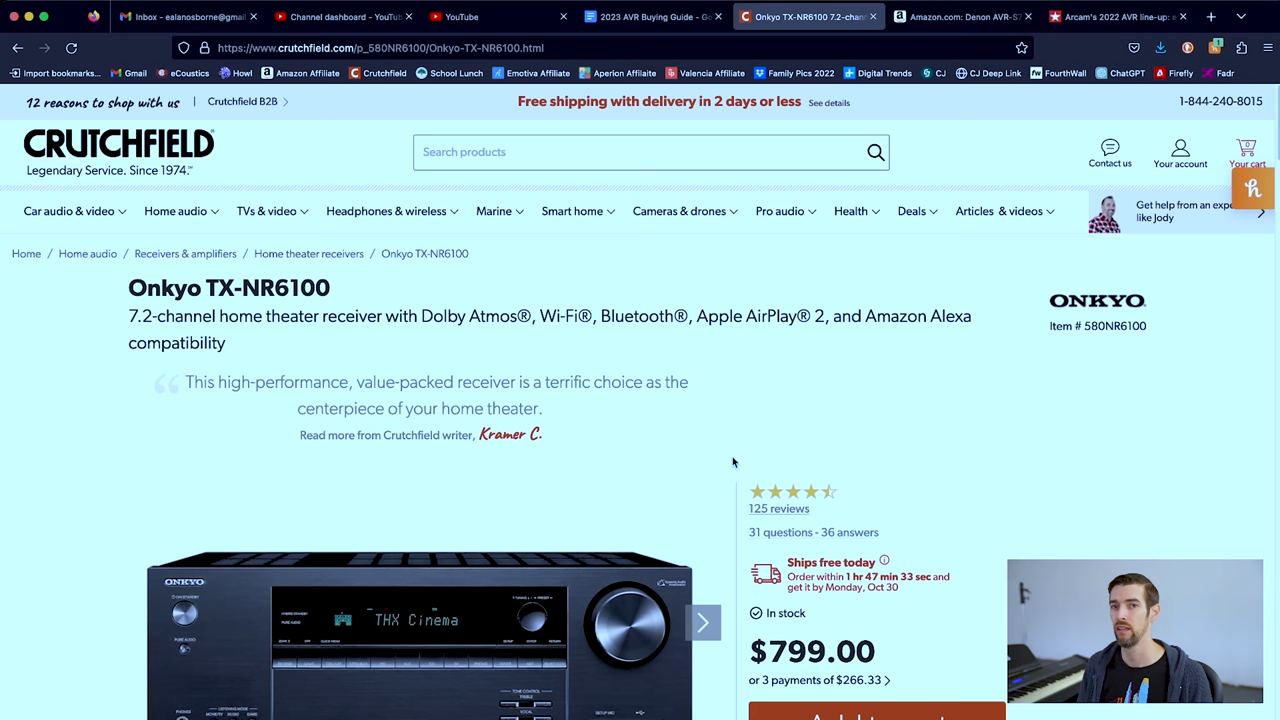 Inbox - ealanosborne@gmail
Channel dashboard - YouTub
YouTube
2023 AVR Buying Guide - Go
Onkyo TX-NR6100 7.2-chann
Amazon.com: Denon AVR-S7
Arcam's 2022 AVR line-up: e
https://www.crutchfield.com/p_580NR6100/Onkyo-TX-NR6100.html
Import bookmarks...
Gmail
eCoustics
Howl
Amazon Affiliate
Crutchfield
School Lunch
Emotiva Affiliate
Aperion Affilaite
Valencia Affiliate
Family Pics 2022
Digital Trends
CJ
CJ Deep Link
FourthWall
ChatGPT
Firefly
Fadr
12 reasons to shop with us
Crutchfield B2B
Free shipping with delivery in 2 days or less See details
1-844-240-8015
CRUTCHFIELD
Legendary Service. Since 1974.™
Search products
Contact us
Your account
0
Your cart
Car audio & video
Home audio
TVs & video
Headphones & wireless
Marine
Smart home
Cameras & drones
Pro audio
Health
Deals
Articles & videos
Get help from an expe
like Jody
Home / Home audio / Receivers & amplifiers / Home theater receivers / Onkyo TX-NR6100
Onkyo TX-NR6100
7.2-channel home theater receiver with Dolby Atmos®, Wi-Fi®, Bluetooth®, Apple AirPlay® 2, and Amazon Alexa
compatibility
ONKYO
Item # 580NR6100
“ This high-performance, value-packed receiver is a terrific choice as the
centerpiece of your home theater.
Read more from Crutchfield writer, Kramer C.
125 reviews
31 questions - 36 answers
Ships free today
Order within 1 hr 47 min 33 sec and
get it by Monday, Oct 30
In stock
$799.00
or 3 payments of $266.33
ONKYO
THX Cinema
PURE AUDIO
PHONES